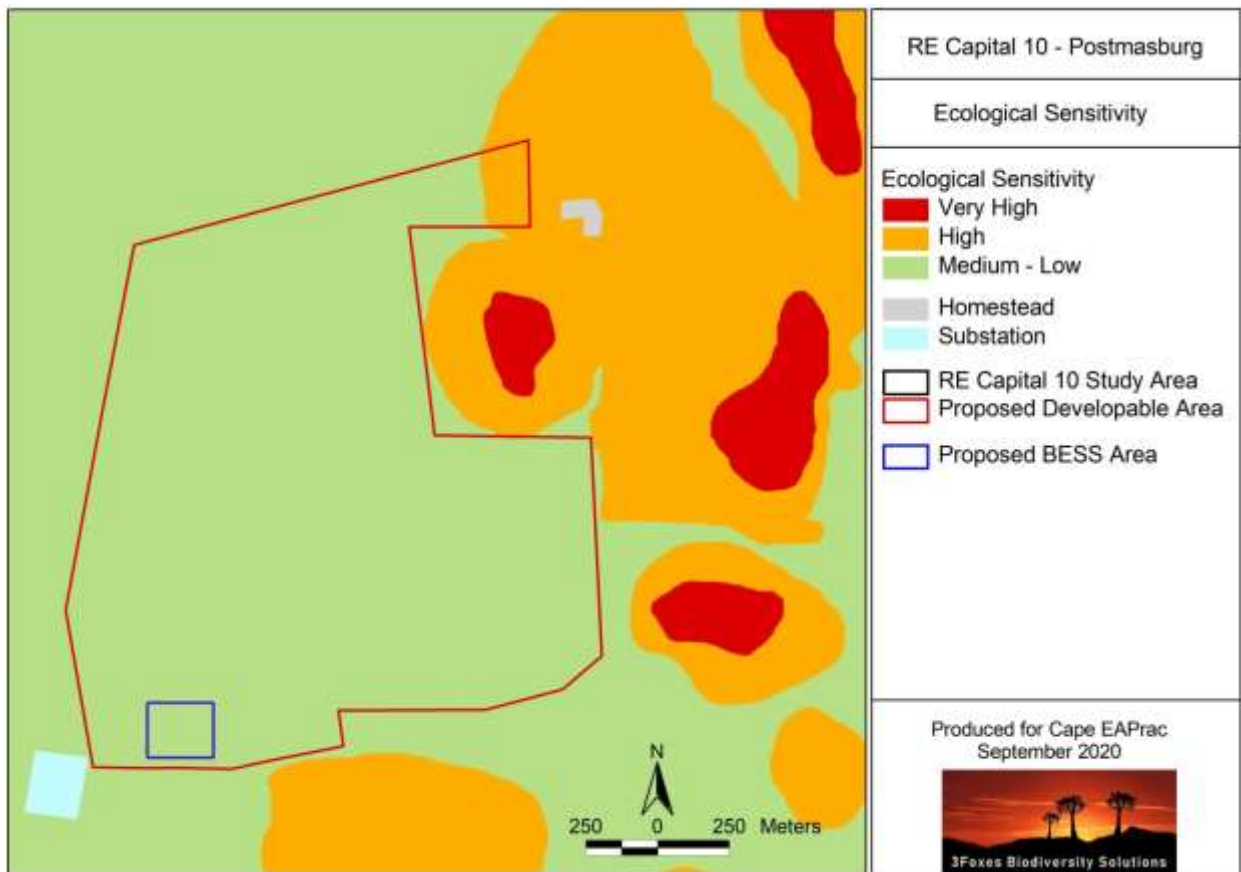 RE Capital 10 - Postmasburg
Ecological Sensitivity
Ecological Sensitivity
Very High
High
Medium - Low
Homestead
Substation
RE Capital 10 Study Area
Proposed Developable Area
Proposed BESS Area
N
250 0 250 Meters
Produced for Cape EAPrac
September 2020
3Foxes Biodiversity Solutions